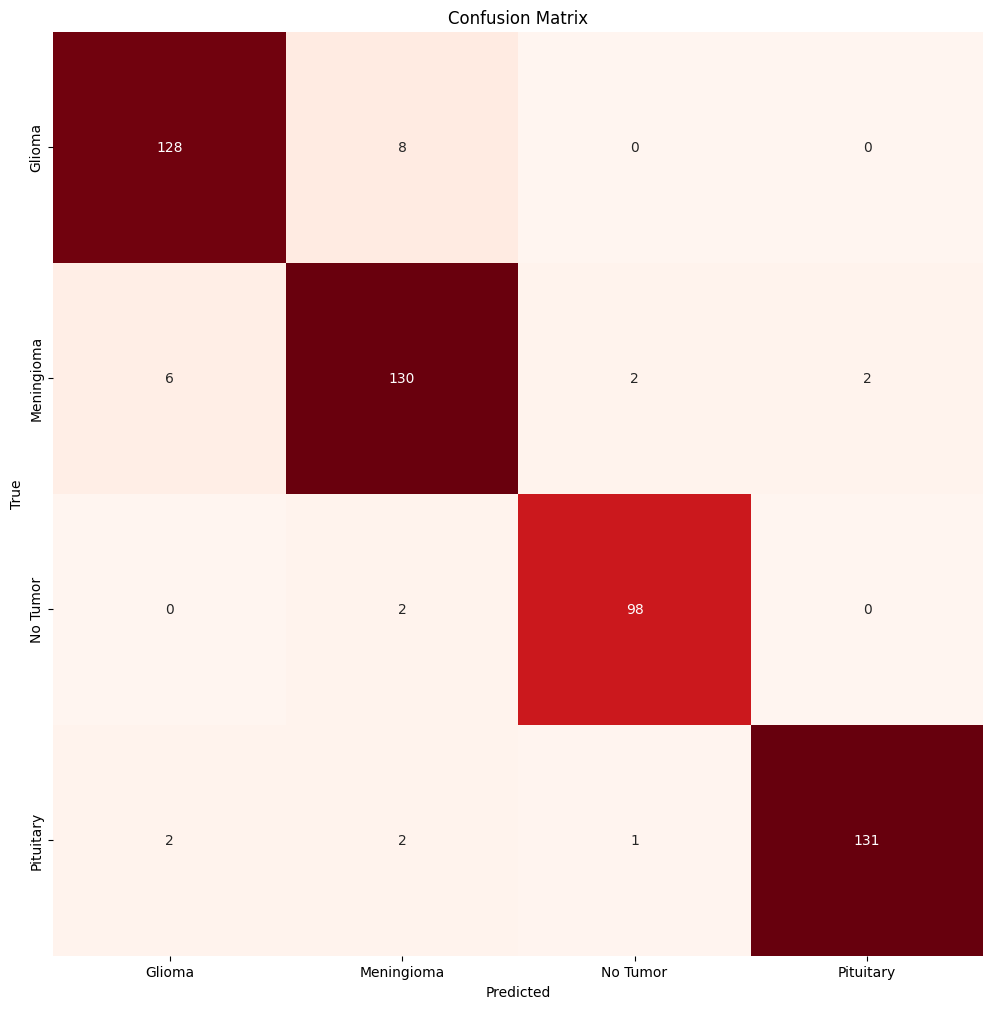 Confusion Matrix
True
Glioma
128 8 0 0
Meningioma
6 130 2 2
No Tumor
0 2 98 0
Pituitary
2 2 1 131
Glioma Meningioma No Tumor Pituitary
Predicted